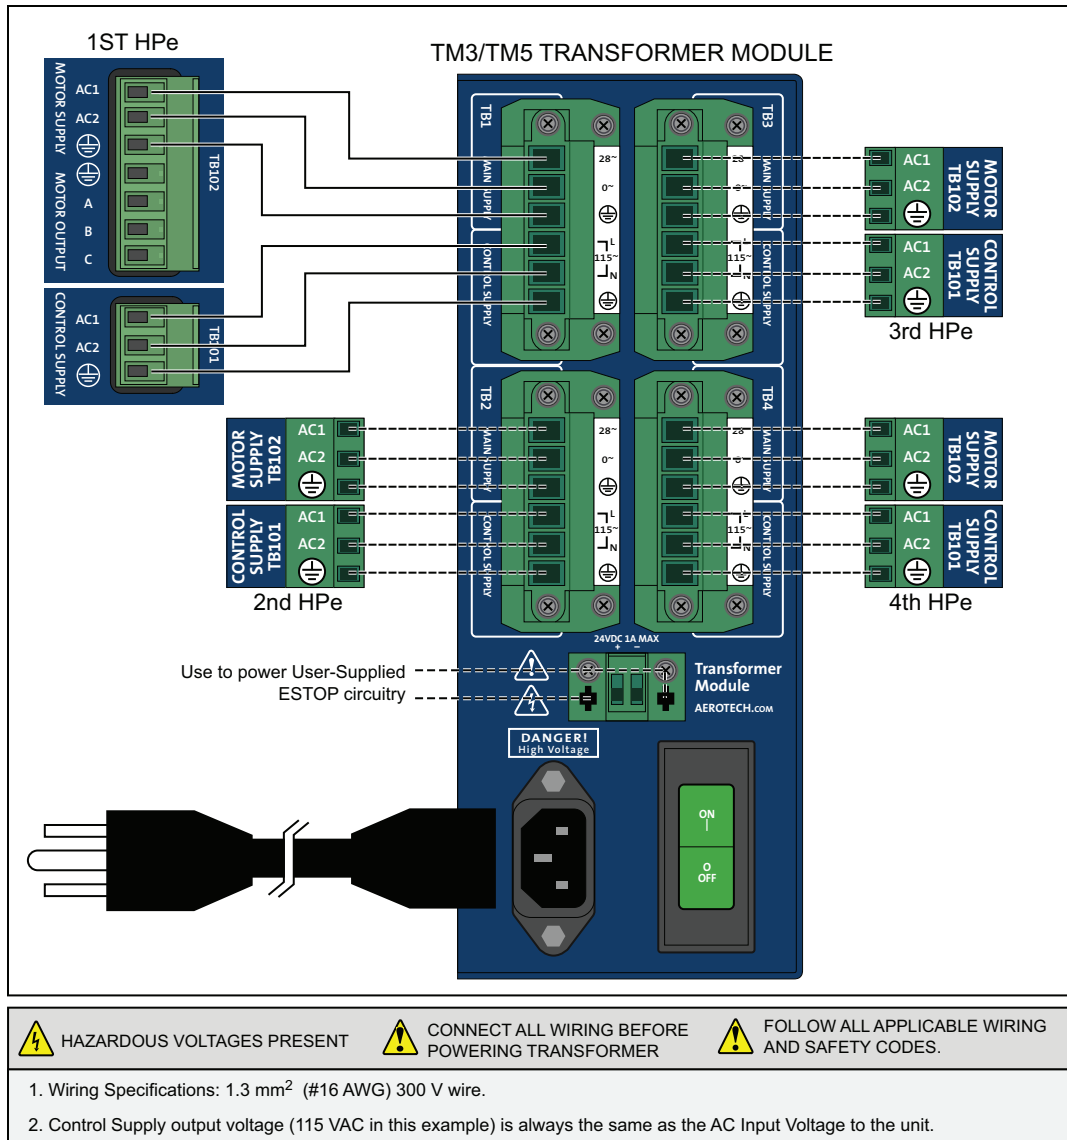 1ST HPe
TM3/TM5 TRANSFORMER MODULE
MOTOR SUPPLY
AC1
AC2
MOTOR OUTPUT
A
B
C
TB102
CONTROL SUPPLY
AC1
AC2
TB1
MAIN SUPPLY
28~
0~
CONTROL SUPPLY
L
115~
N
TB3
MAIN SUPPLY
28
CONTROL SUPPLY
L
115~
N
AC1
AC2
MOTOR
SUPPLY
TB102
AC1
AC2
CONTROL
SUPPLY
TB101
3rd HPe
MOTOR
SUPPLY
TB102
AC1
AC2
CONTROL
SUPPLY
TB101
AC1
AC2
2nd HPe
TB2
MAIN SUPPLY
28~
0~
CONTROL SUPPLY
L
115~
N
TB4
MAIN SUPPLY
28
CONTROL SUPPLY
L
115~
N
AC1
AC2
MOTOR
SUPPLY
TB102
AC1
AC2
CONTROL
SUPPLY
TB101
4th HPe
24VDC 1A MAX
+ −
Use to power User-Supplied
ESTOP circuitry
Transformer
Module
AEROTECH.COM
DANGER!
High Voltage
ON
|
O
OFF
HAZARDOUS VOLTAGES PRESENT
CONNECT ALL WIRING BEFORE
POWERING TRANSFORMER
FOLLOW ALL APPLICABLE WIRING
AND SAFETY CODES.
1. Wiring Specifications: 1.3 mm² (#16 AWG) 300 V wire.
2. Control Supply output voltage (115 VAC in this example) is always the same as the AC Input Voltage to the unit.